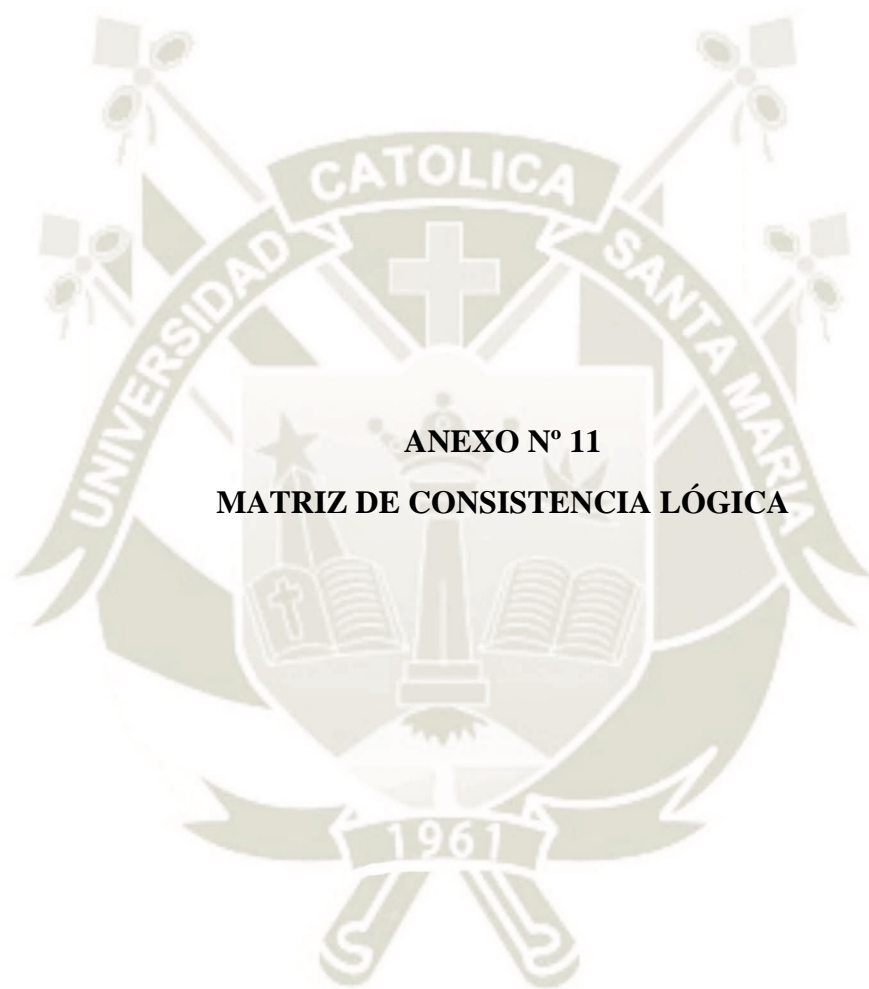 CATOLICA
UNIVERSIDAD
SANTA MARIA
ANEXO Nº 11
MATRIZ DE CONSISTENCIA LÓGICA
1961